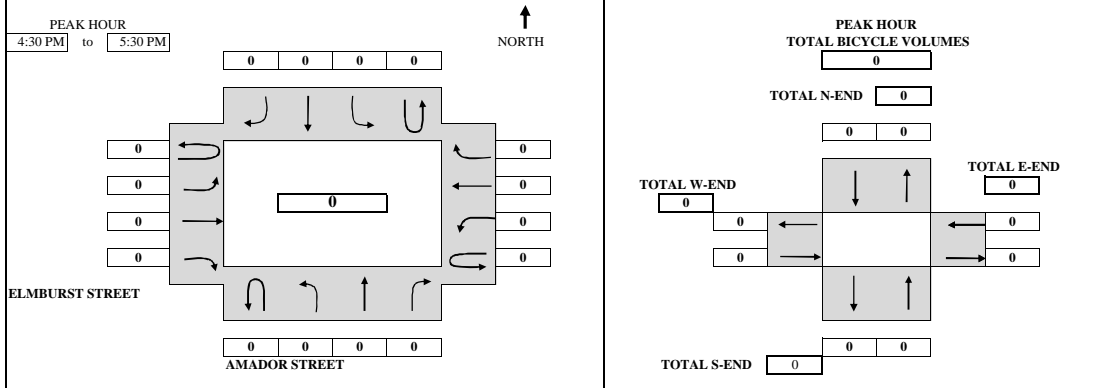 PEAK HOUR
4:30 PM to 5:30 PM
NORTH
0 0 0 0
0 0
0 0
0
0 0
0 0
ELMBURST STREET
0 0 0 0
AMADOR STREET
PEAK HOUR
TOTAL BICYCLE VOLUMES
0
TOTAL N-END 0
0 0
TOTAL E-END
0
TOTAL W-END
0
0 0
0 0
0 0
TOTAL S-END 0